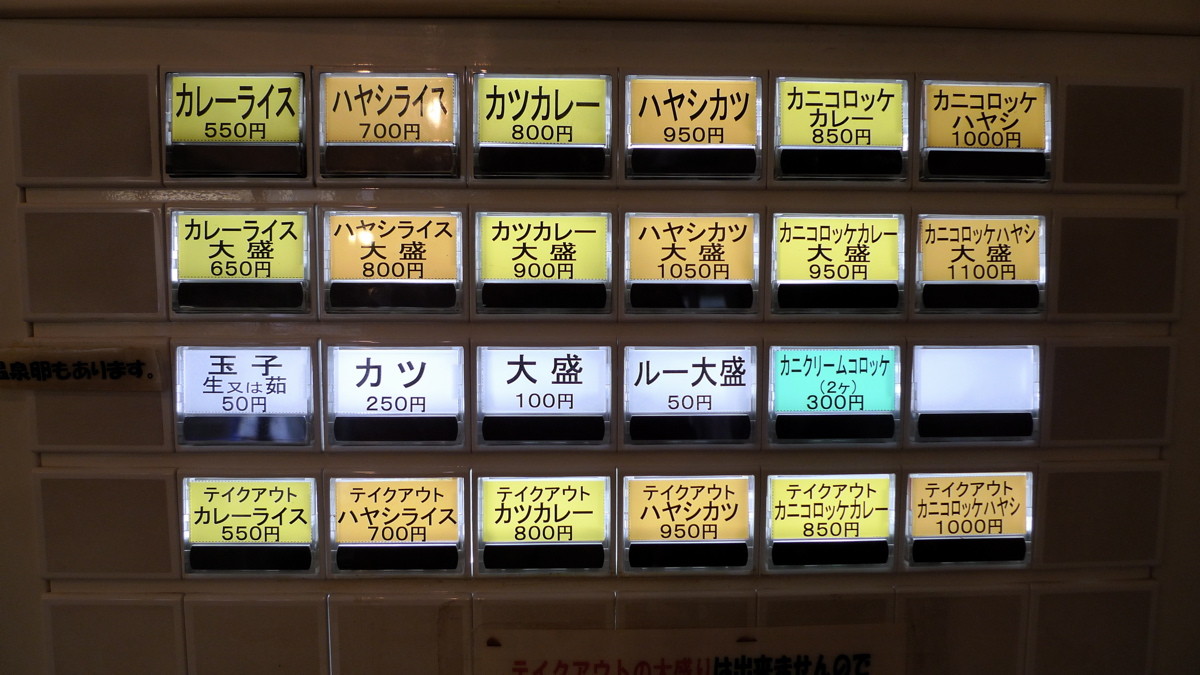 カレーライス
550円
ハヤシライス
700円
カツカレー
800円
ハヤシカツ
950円
カニコロッケ
カレー
850円
カニコロッケ
ハヤシ
1000円
カレーライス
大盛
650円
ハヤシライス
大盛
800円
カツカレー
大盛
900円
ハヤシカツ
大盛
1050円
カニコロッケカレー
大盛
950円
カニコロッケハヤシ
大盛
1100円
温泉卵もあります。
玉子
生又は茹
50円
カツ
250円
大盛
100円
ルー大盛
50円
カニクリームコロッケ
(2ヶ)
300円
テイクアウト
カレーライス
550円
テイクアウト
ハヤシライス
700円
テイクアウト
カツカレー
800円
テイクアウト
ハヤシカツ
950円
テイクアウト
カニコロッケカレー
850円
テイクアウト
カニコロッケハヤシ
1000円
テイクアウトの大盛りは出来ませんので